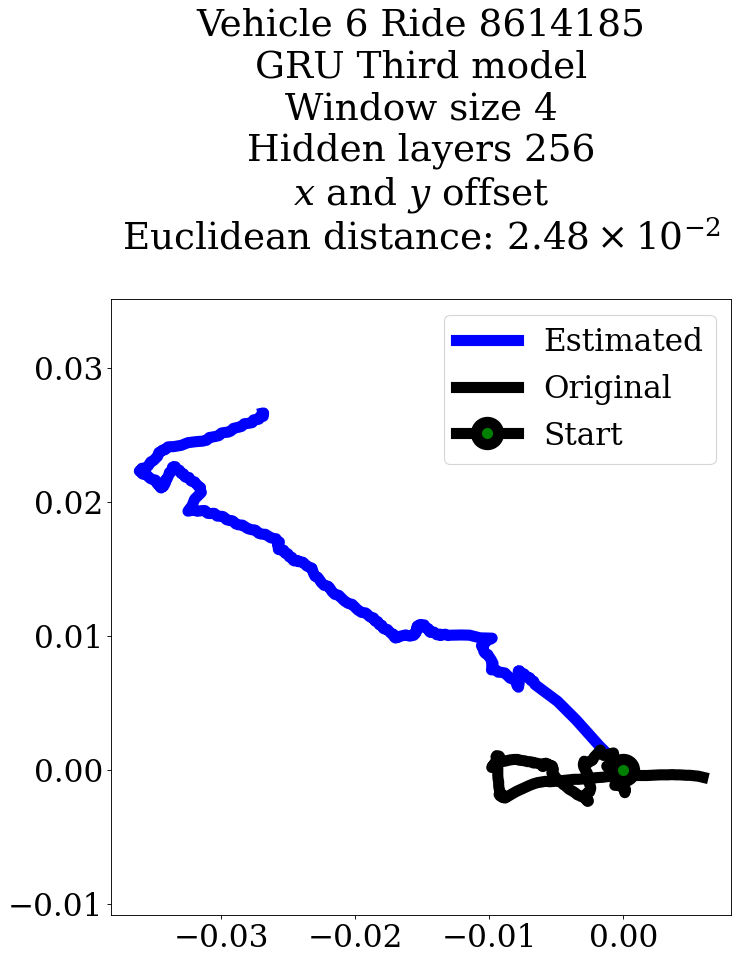 Vehicle 6 Ride 8614185
GRU Third model
Window size 4
Hidden layers 256
x and y offset
Euclidean distance: 2.48 × 10⁻²
Estimated
Original
Start
0.03
0.02
0.01
0.00
−0.01
−0.03
−0.02
−0.01
0.00